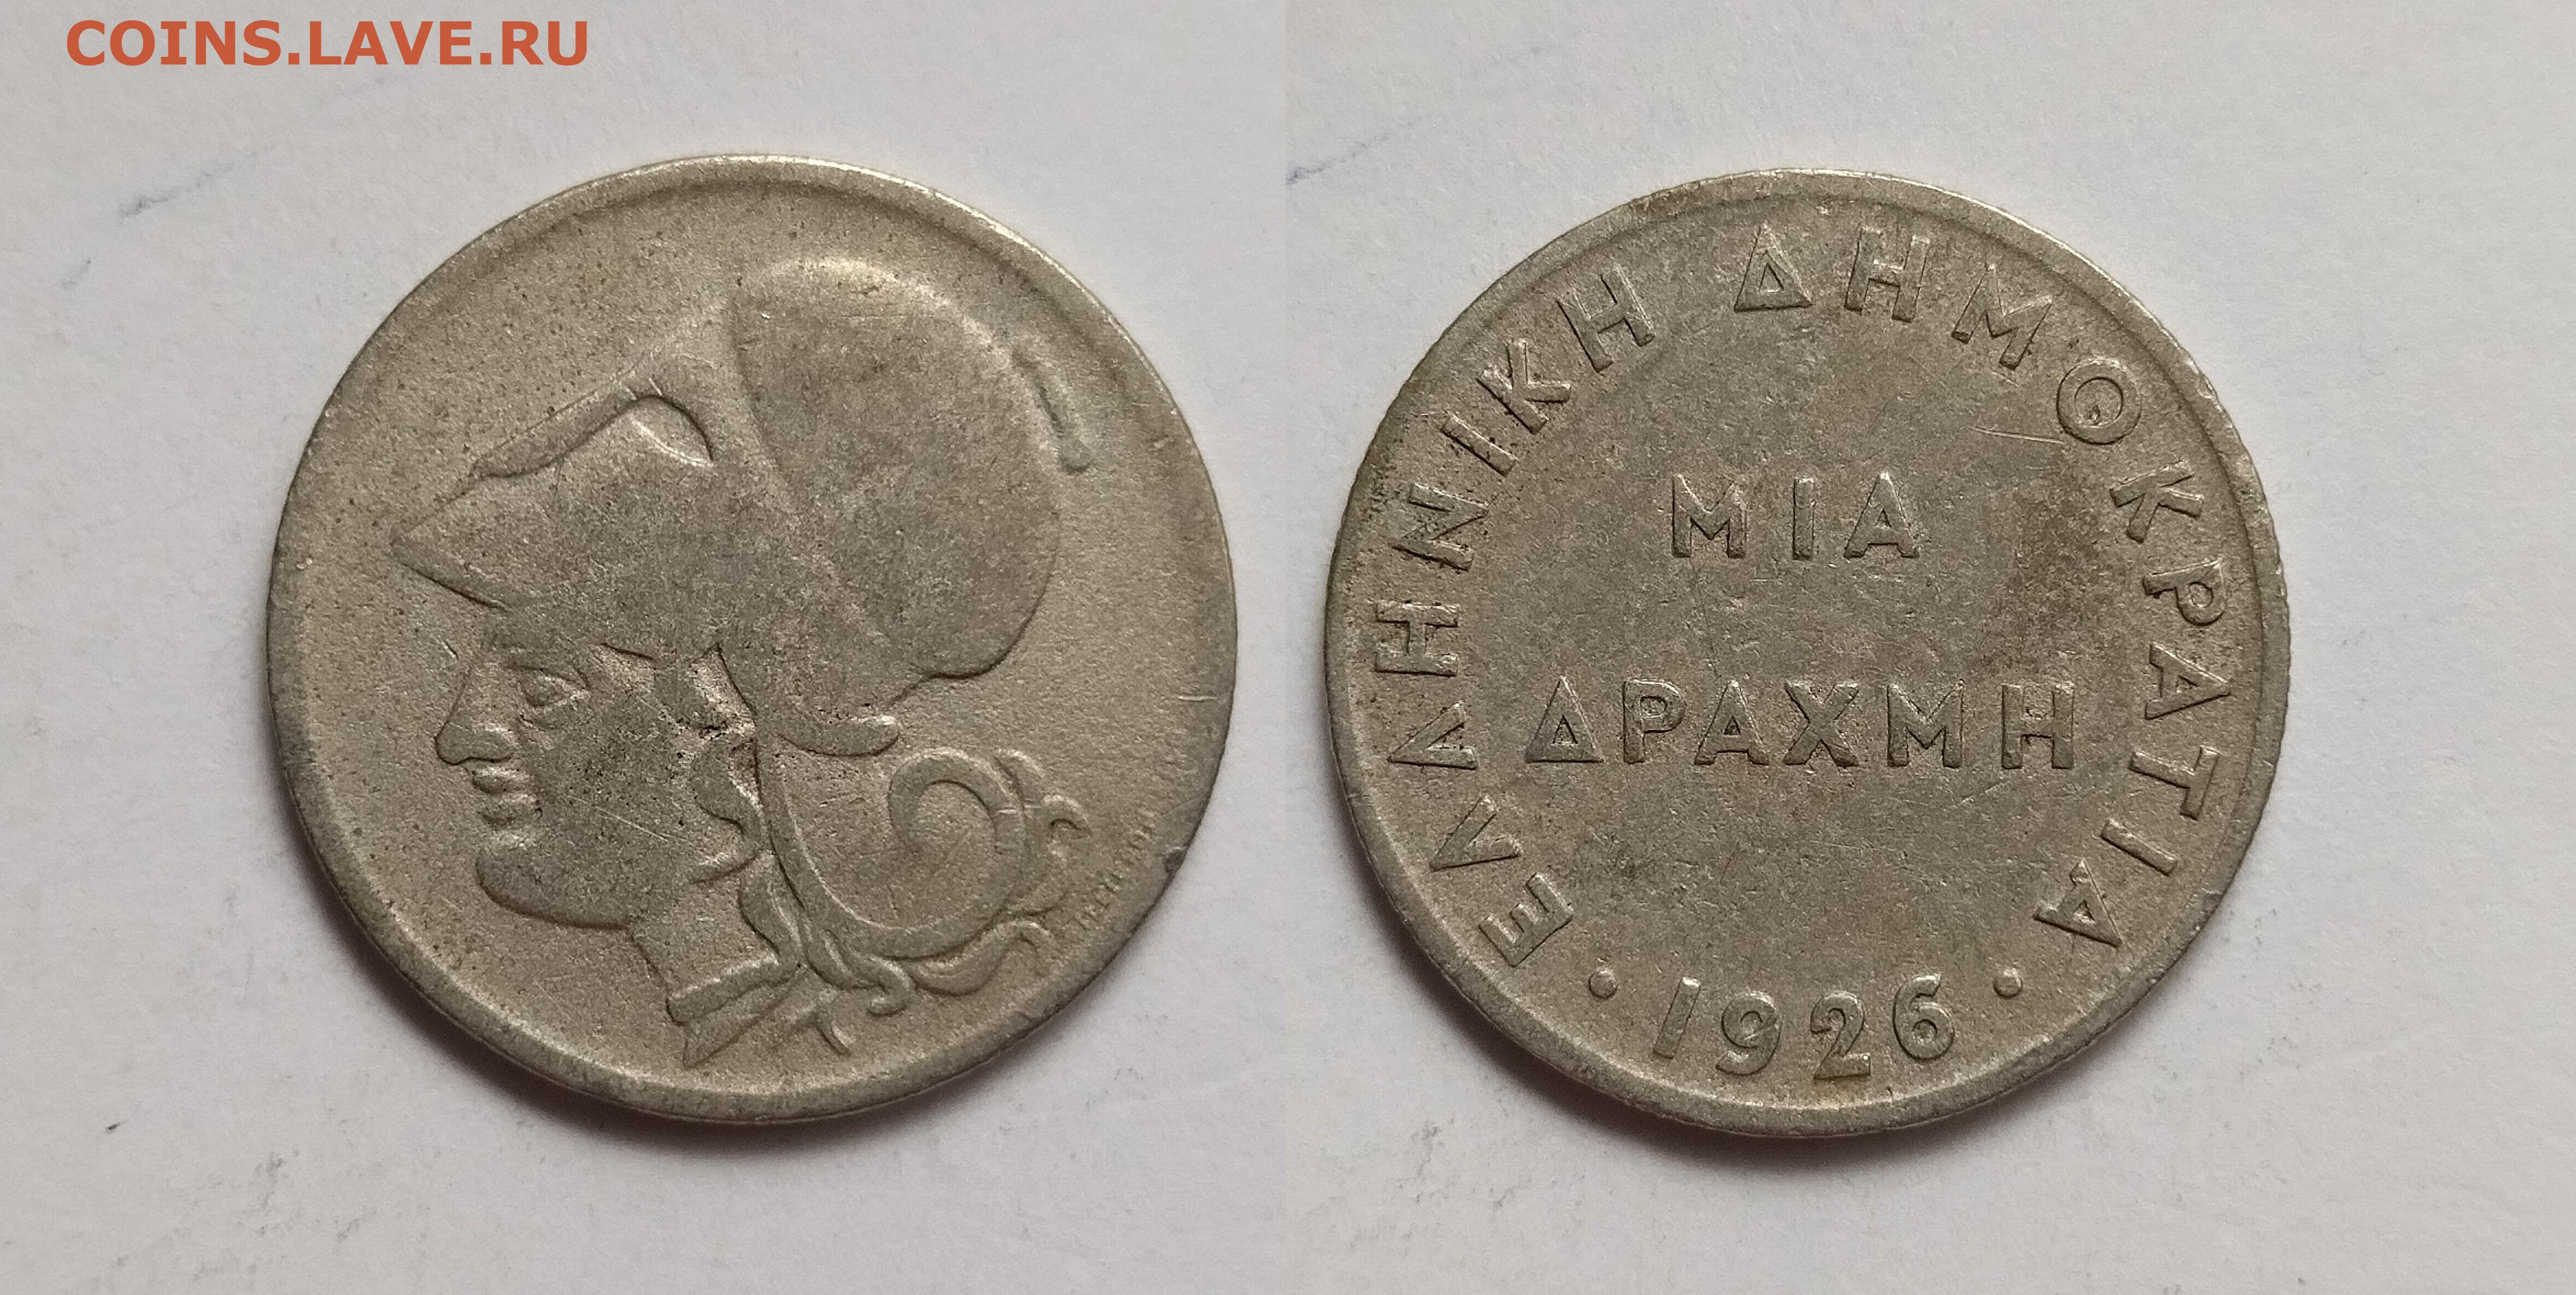 COINS.LAVE.RU
ΕΛΛΗΝΙΚΗ ΔΗΜΟΚΡΑΤΙΑ
ΜΙΑ
ΔΡΑΧΜΗ
· 1926 ·